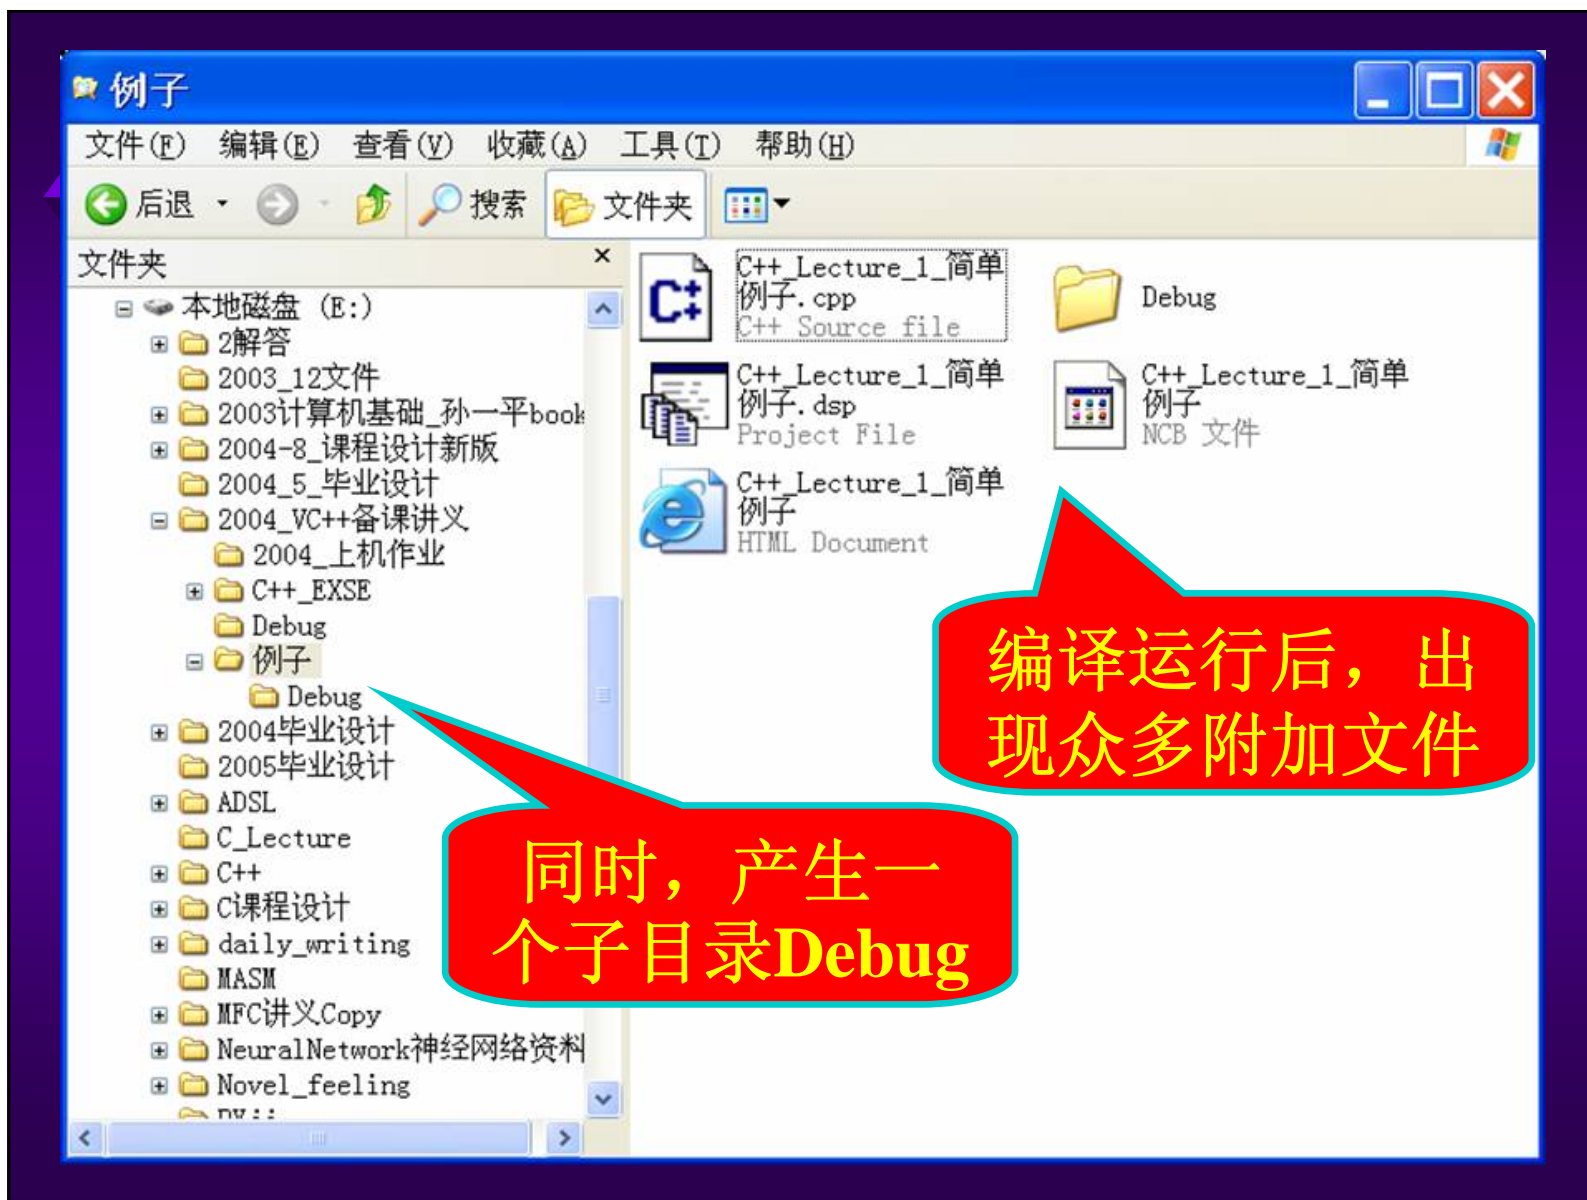 例子
文件(F) 编辑(E) 查看(V) 收藏(A) 工具(T) 帮助(H)
后退 搜索 文件夹
文件夹
本地磁盘 (E:)
2解答
2003_12文件
2003计算机基础_孙一平book
2004-8_课程设计新版
2004_5_毕业设计
2004_VC++备课讲义
2004_上机作业
C++_EXSE
Debug
例子
Debug
2004毕业设计
2005毕业设计
ADSL
C_Lecture
C++
C课程设计
daily_writing
MASM
MFC讲义Copy
NeuralNetwork神经网络资料
Novel_feeling
C++_Lecture_1_简单
例子.cpp
C++ Source file
Debug
C++_Lecture_1_简单
例子.dsp
Project File
C++_Lecture_1_简单
例子
NCB 文件
C++_Lecture_1_简单
例子
HTML Document
编译运行后，出
现众多附加文件
同时，产生一
个子目录Debug